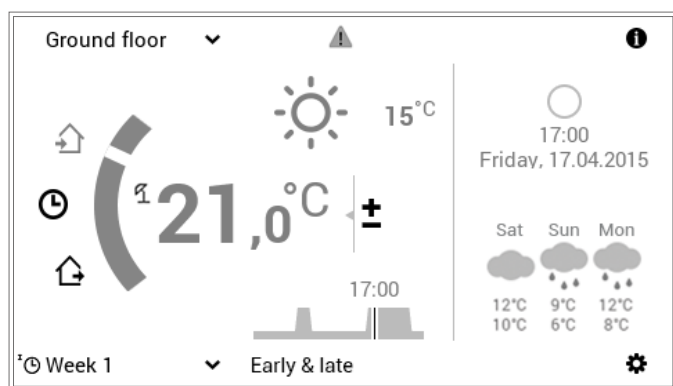 Ground floor
15°C
17:00
Friday, 17.04.2015
21,0°C
±
Sat Sun Mon
12°C 9°C 12°C
10°C 6°C 8°C
17:00
Week 1
Early & late